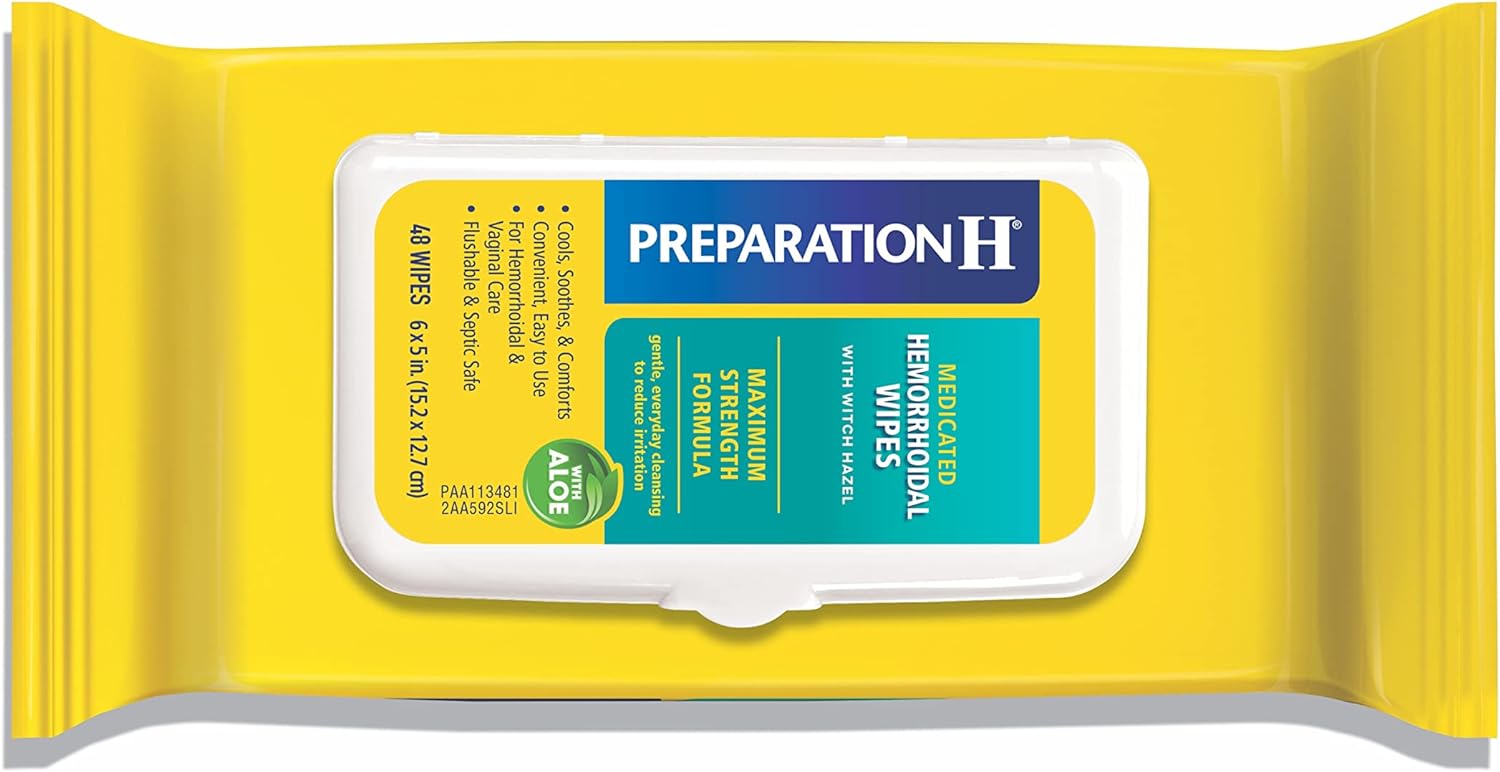 PREPARATION H®
MEDICATED
HEMORRHOIDAL
WIPES
WITH WITCH HAZEL
MAXIMUM
STRENGTH
FORMULA
gentle, everyday cleansing
to reduce irritation
• Cools, Soothes, & Comforts
• Convenient, Easy to Use
• For Hemorrhoidal &
Vaginal Care
• Flushable & Septic Safe
WITH
ALOE
48 WIPES 6 x 5 in. (15.2 x 12.7 cm)
PAA113481
2AA592SLI